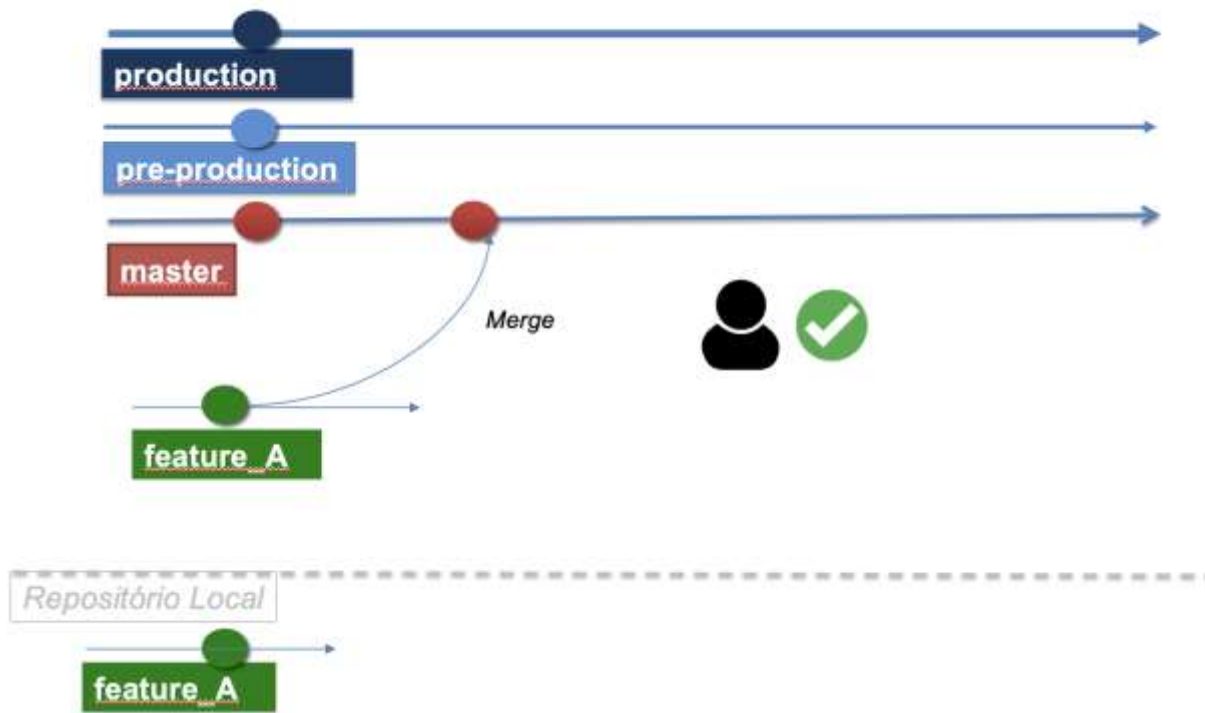 production
pre-production
master
Merge
feature_A
Repositório Local
feature_A